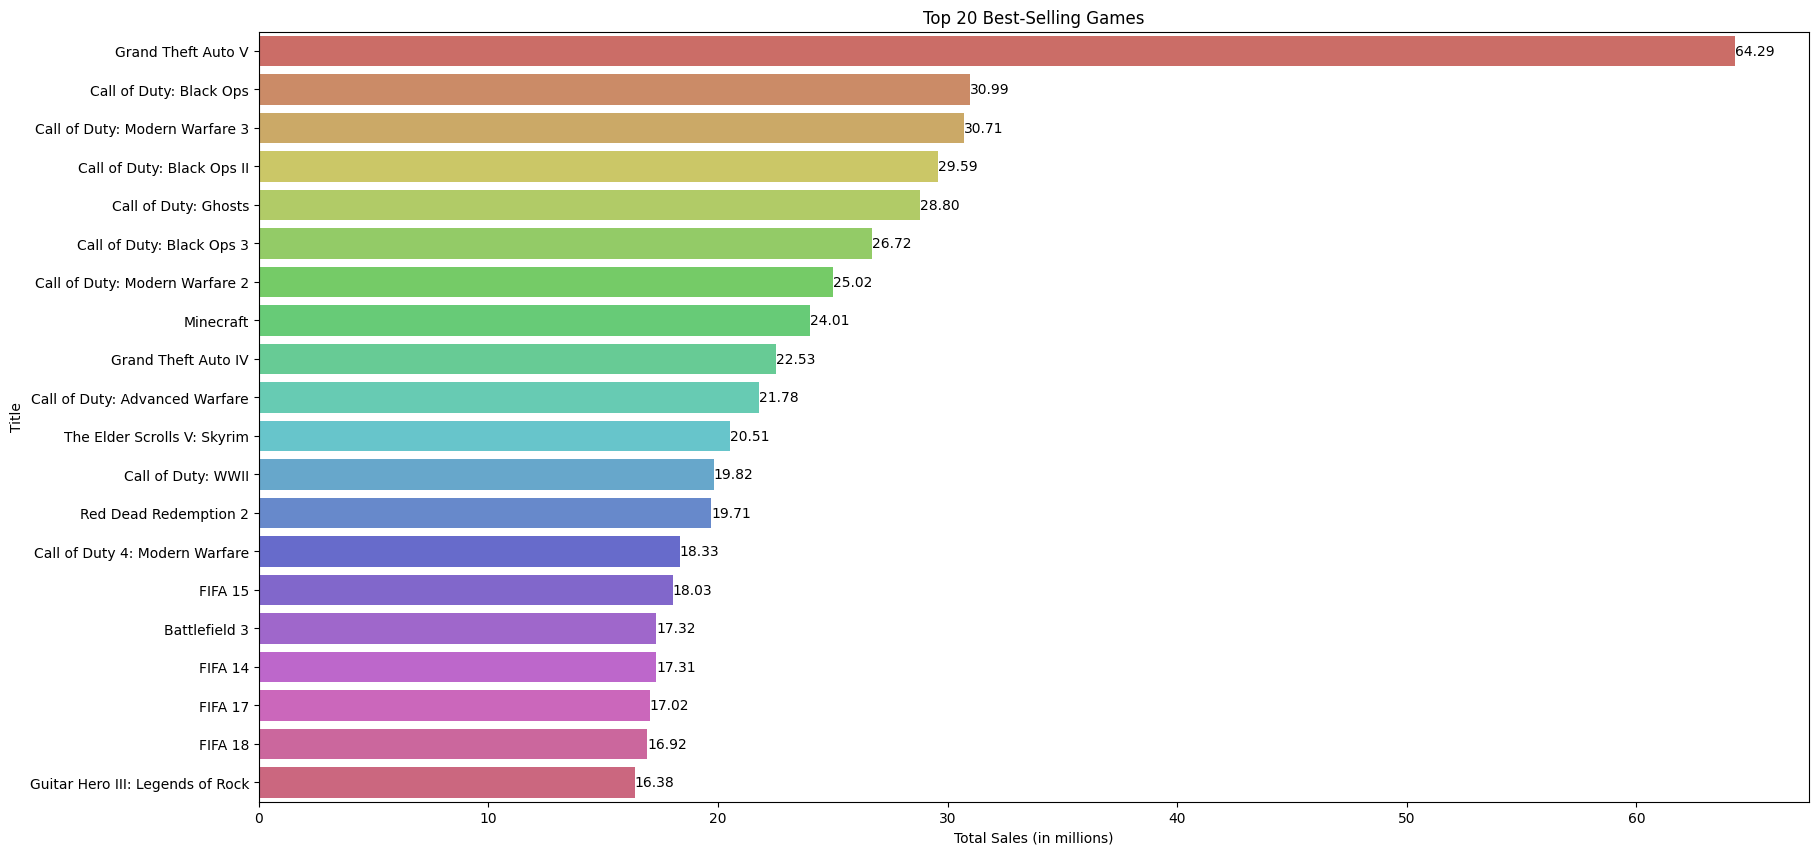 Top 20 Best-Selling Games
Title
Grand Theft Auto V 64.29
Call of Duty: Black Ops 30.99
Call of Duty: Modern Warfare 3 30.71
Call of Duty: Black Ops II 29.59
Call of Duty: Ghosts 28.80
Call of Duty: Black Ops 3 26.72
Call of Duty: Modern Warfare 2 25.02
Minecraft 24.01
Grand Theft Auto IV 22.53
Call of Duty: Advanced Warfare 21.78
The Elder Scrolls V: Skyrim 20.51
Call of Duty: WWII 19.82
Red Dead Redemption 2 19.71
Call of Duty 4: Modern Warfare 18.33
FIFA 15 18.03
Battlefield 3 17.32
FIFA 14 17.31
FIFA 17 17.02
FIFA 18 16.92
Guitar Hero III: Legends of Rock 16.38
0 10 20 30 40 50 60
Total Sales (in millions)